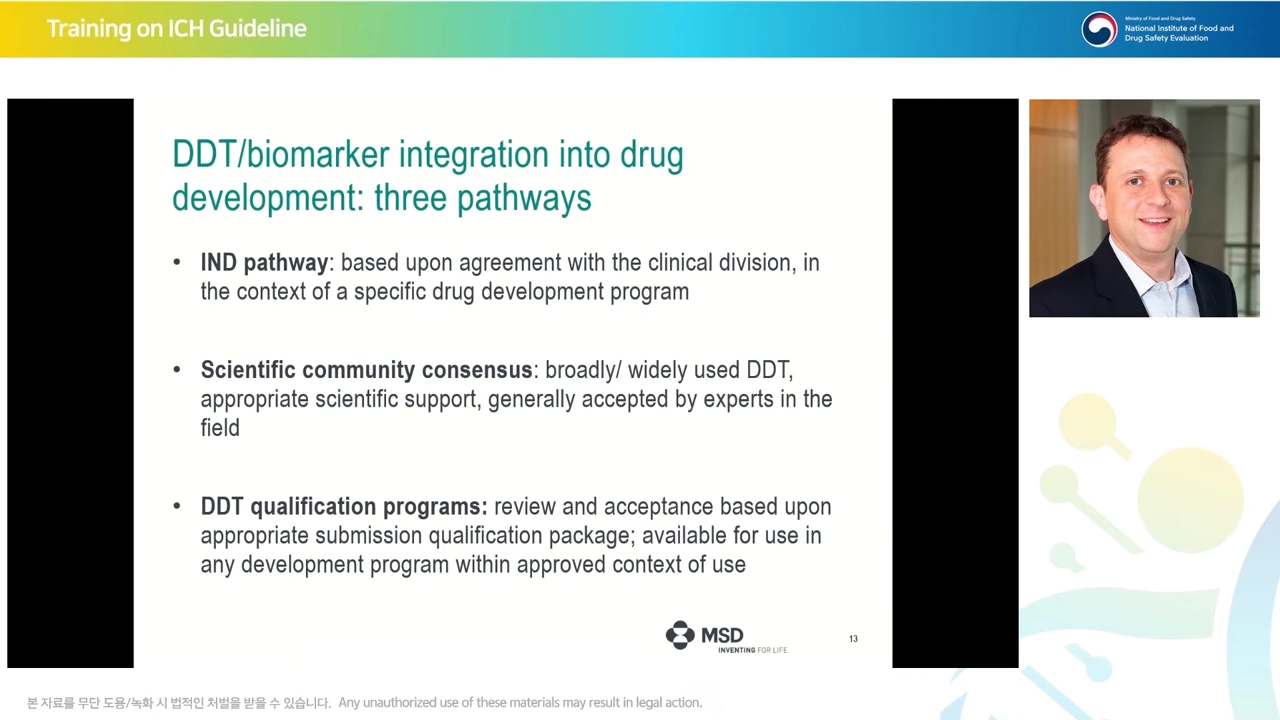 Training on ICH Guideline
Ministry of Food and Drug Safety
National Institute of Food and
Drug Safety Evaluation
DDT/biomarker integration into drug
development: three pathways
• IND pathway: based upon agreement with the clinical division, in
the context of a specific drug development program
• Scientific community consensus: broadly/ widely used DDT,
appropriate scientific support, generally accepted by experts in the
field
• DDT qualification programs: review and acceptance based upon
appropriate submission qualification package; available for use in
any development program within approved context of use
MSD
INVENTING FOR LIFE
13
본 자료를 무단 도용/녹화 시 법적인 처벌을 받을 수 있습니다. Any unauthorized use of these materials may result in legal action.